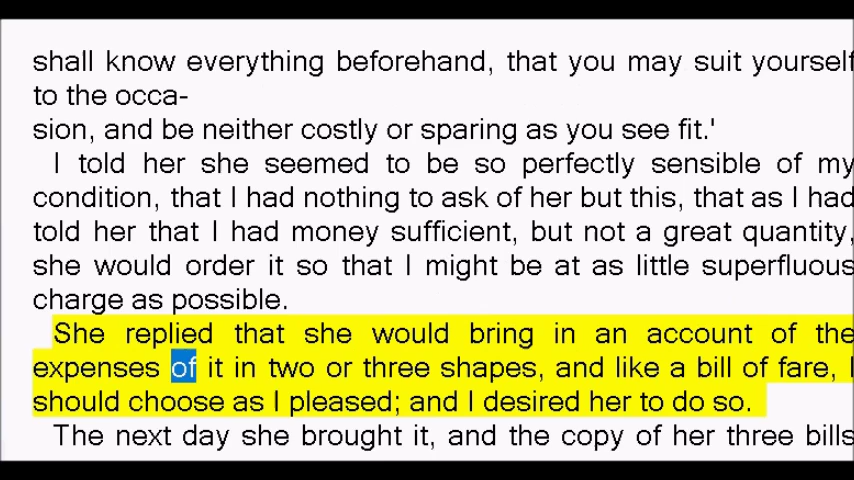 shall know everything beforehand, that you may suit yourself
to the occa-
sion, and be neither costly or sparing as you see fit.'
I told her she seemed to be so perfectly sensible of my
condition, that I had nothing to ask of her but this, that as I had
told her that I had money sufficient, but not a great quantity,
she would order it so that I might be at as little superfluous
charge as possible.
She replied that she would bring in an account of the
expenses of it in two or three shapes, and like a bill of fare, I
should choose as I pleased; and I desired her to do so.
The next day she brought it, and the copy of her three bills